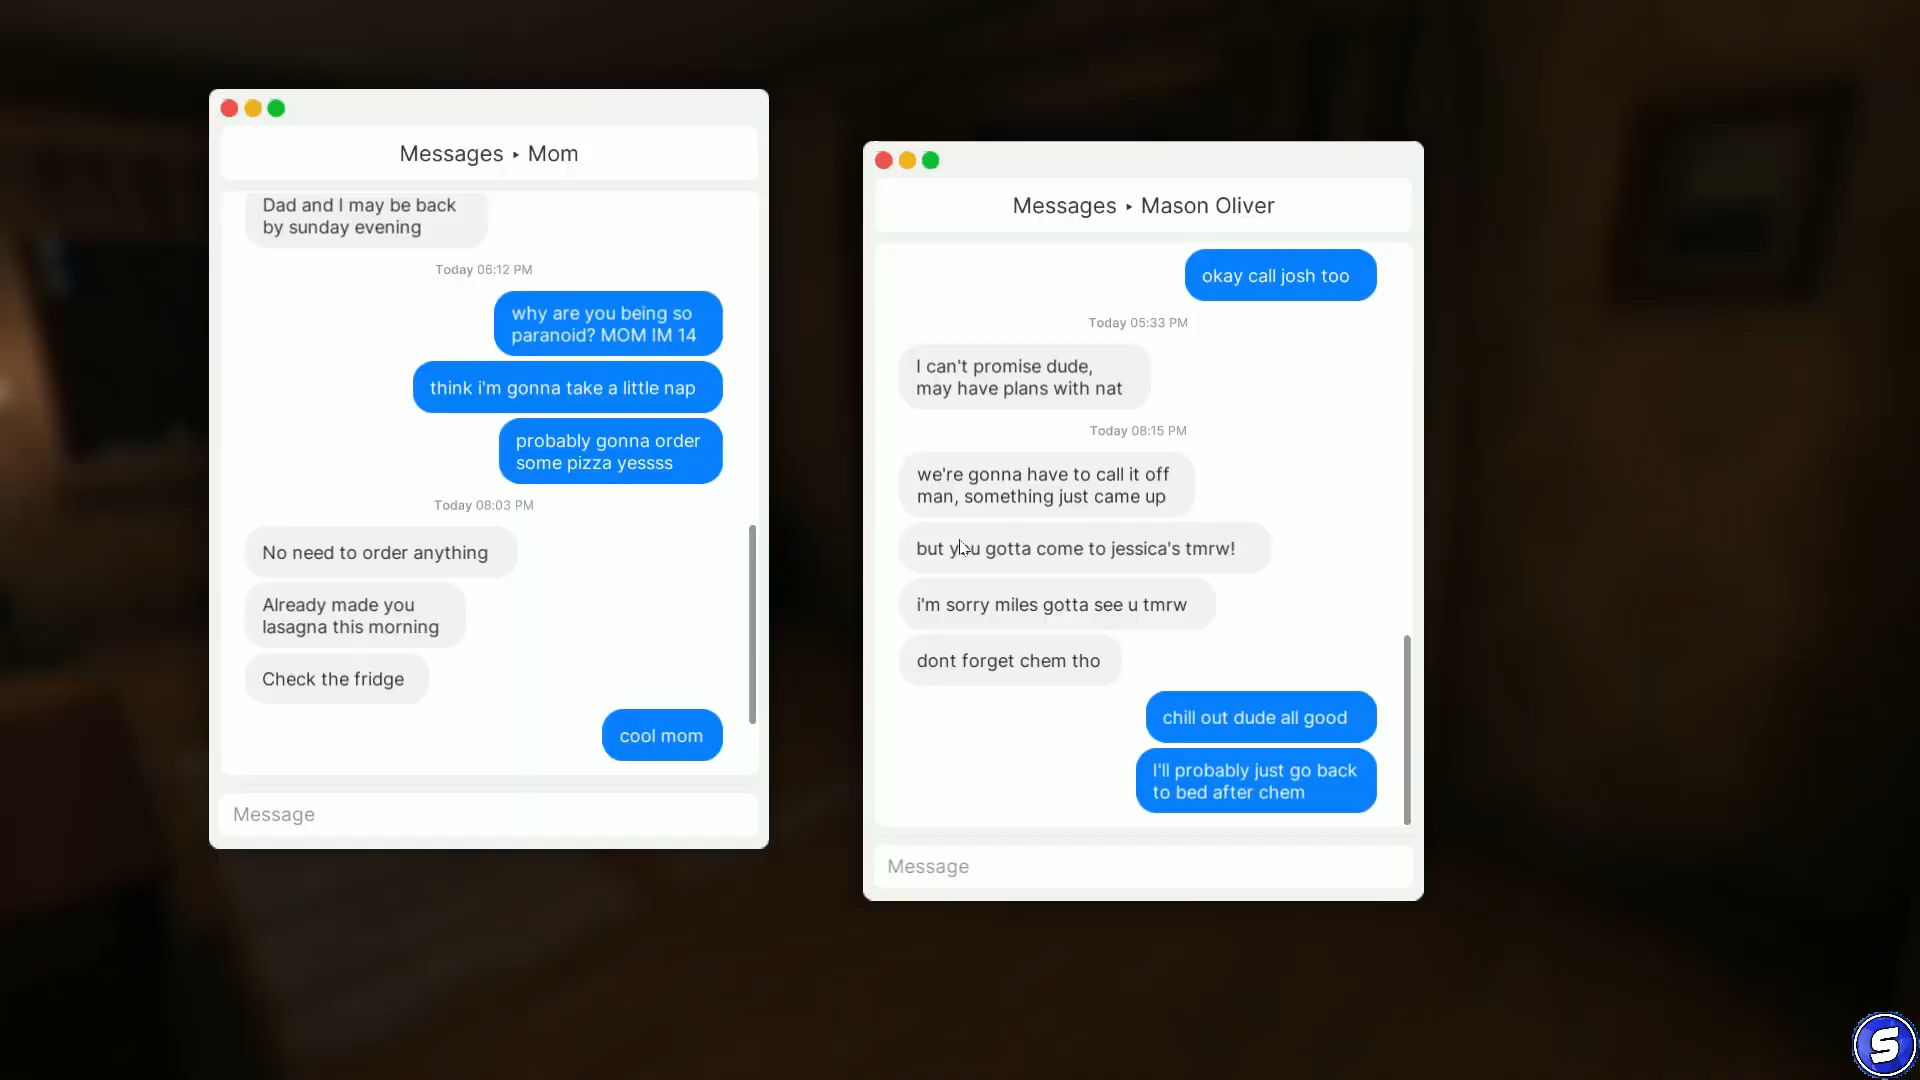 Messages ‣ Mom
Dad and I may be back
by sunday evening
Today 06:12 PM
why are you being so
paranoid? MOM IM 14
think i'm gonna take a little nap
probably gonna order
some pizza yessss
Today 08:03 PM
No need to order anything
Already made you
lasagna this morning
Check the fridge
cool mom
Message
Messages ‣ Mason Oliver
okay call josh too
Today 05:33 PM
I can't promise dude,
may have plans with nat
Today 08:15 PM
we're gonna have to call it off
man, something just came up
but you gotta come to jessica's tmrw!
i'm sorry miles gotta see u tmrw
dont forget chem tho
chill out dude all good
I'll probably just go back
to bed after chem
Message
S